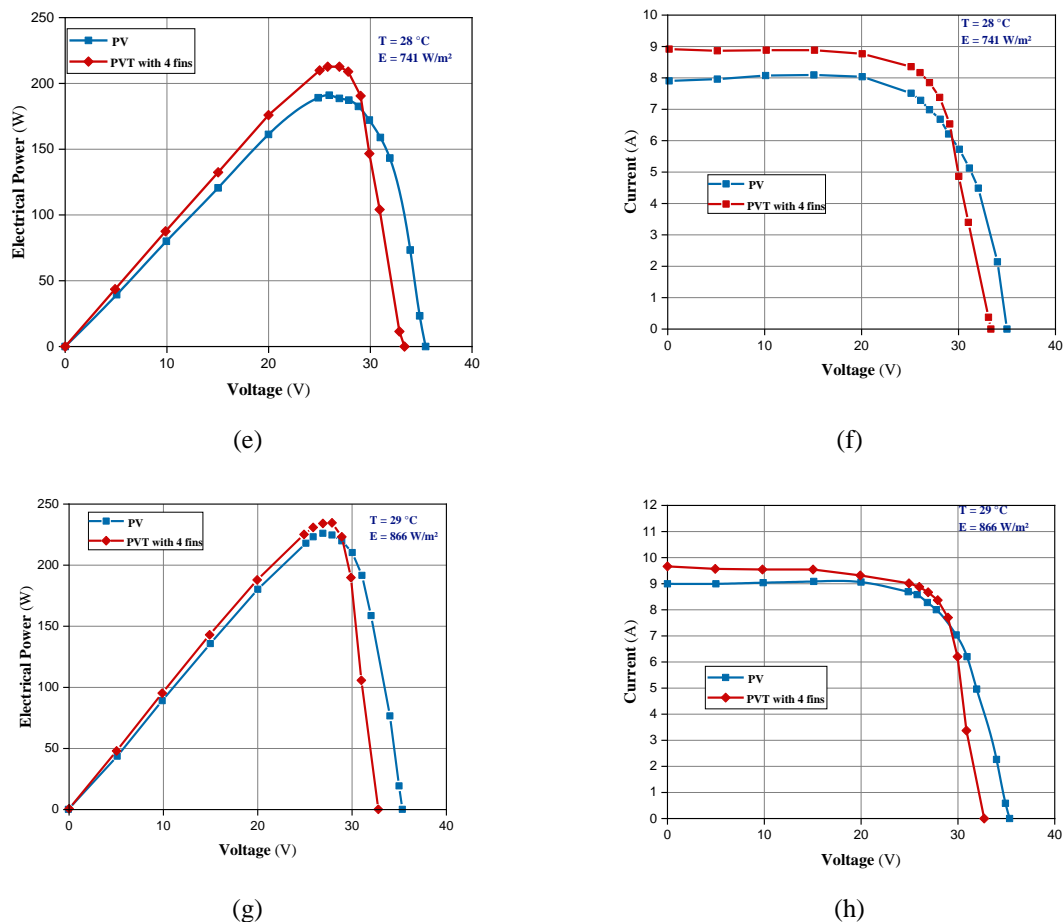 250
200
150
100
50
0
Electrical Power (W)
PV
PVT with 4 fins
T = 28 °C
E = 741 W/m²
0 10 20 30 40
Voltage (V)
(e)
10
9
8
7
6
5
4
3
2
1
0
Current (A)
T = 28 °C
E = 741 W/m²
PV
PVT with 4 fins
0 10 20 30 40
Voltage (V)
(f)
250
200
150
100
50
0
Electrical Power (W)
PV
PVT with 4 fins
T = 29 °C
E = 866 W/m²
0 10 20 30 40
Voltage (V)
(g)
12
11
10
9
8
7
6
5
4
3
2
1
0
Current (A)
T = 29 °C
E = 866 W/m²
PV
PVT with 4 fins
0 10 20 30 40
Voltage (V)
(h)